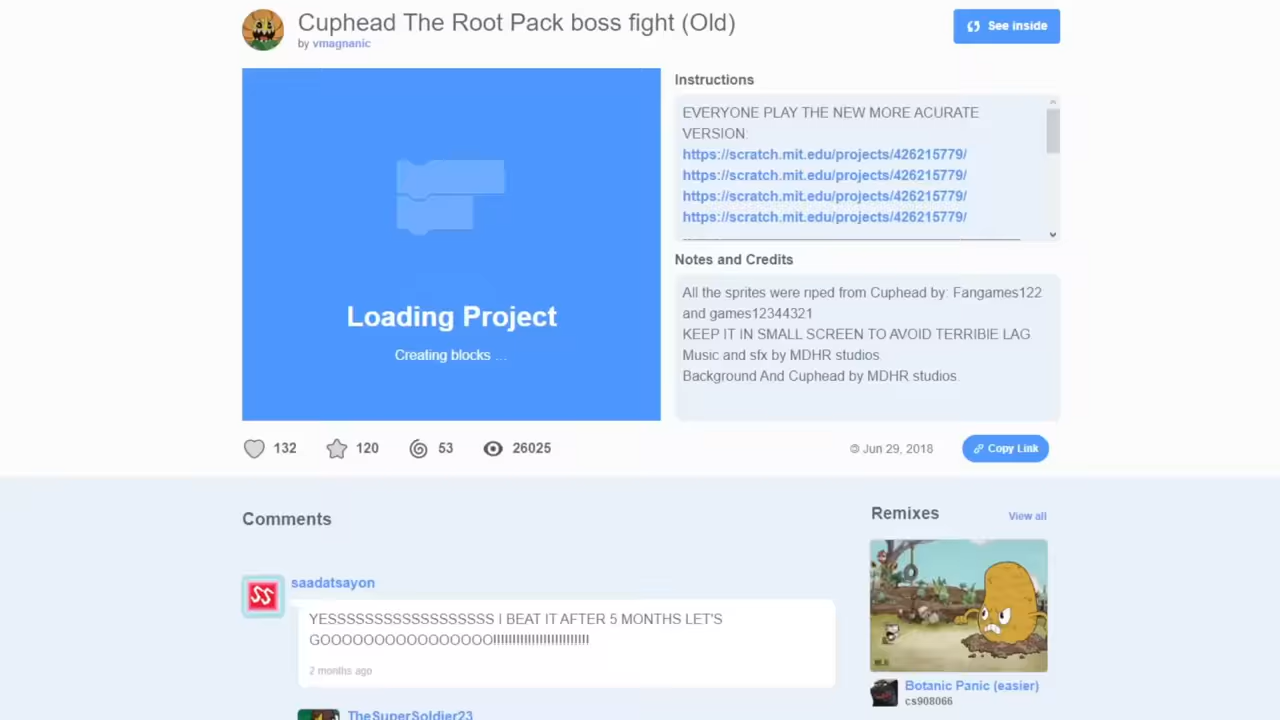 Cuphead The Root Pack boss fight (Old)
by vmagnanic
See inside
Loading Project
Creating blocks ...
Instructions
EVERYONE PLAY THE NEW MORE ACURATE
VERSION:
https://scratch.mit.edu/projects/426215779/
https://scratch.mit.edu/projects/426215779/
https://scratch.mit.edu/projects/426215779/
https://scratch.mit.edu/projects/426215779/
Notes and Credits
All the sprites were riped from Cuphead by: Fangames122
and games12344321
KEEP IT IN SMALL SCREEN TO AVOID TERRIBIE LAG
Music and sfx by MDHR studios.
Background And Cuphead by MDHR studios.
132
120
53
26025
© Jun 29, 2018
Copy Link
Comments
saadatsayon
YESSSSSSSSSSSSSSSSSS I BEAT IT AFTER 5 MONTHS LET'S
GOOOOOOOOOOOOOOOO!!!!!!!!!!!!!!!!!!!!!!!!!
2 months ago
TheSuperSoldier23
Remixes
View all
Botanic Panic (easier)
cs908066